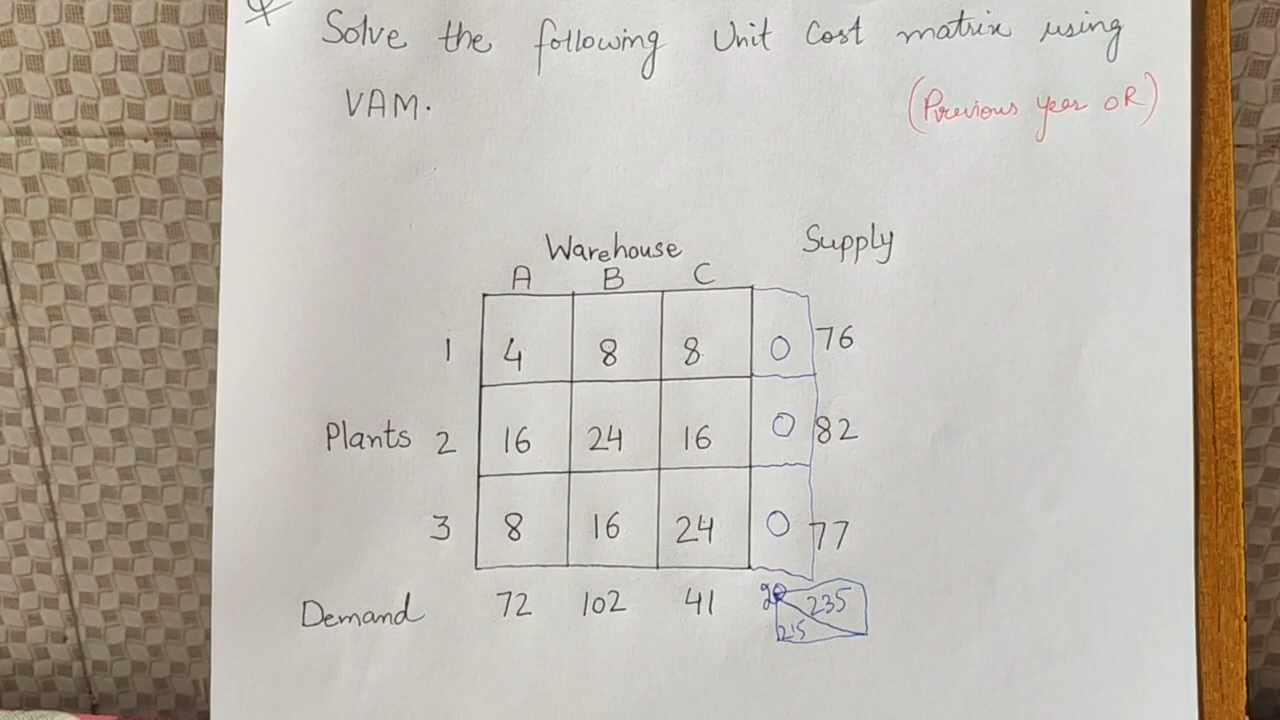 Q
Solve the following Unit Cost matrix using
VAM.
(Previous year OR)
Warehouse Supply
A B C
1 4 8 8 0 76
Plants 2 16 24 16 0 82
3 8 16 24 0 77
Demand 72 102 41 20 235
215